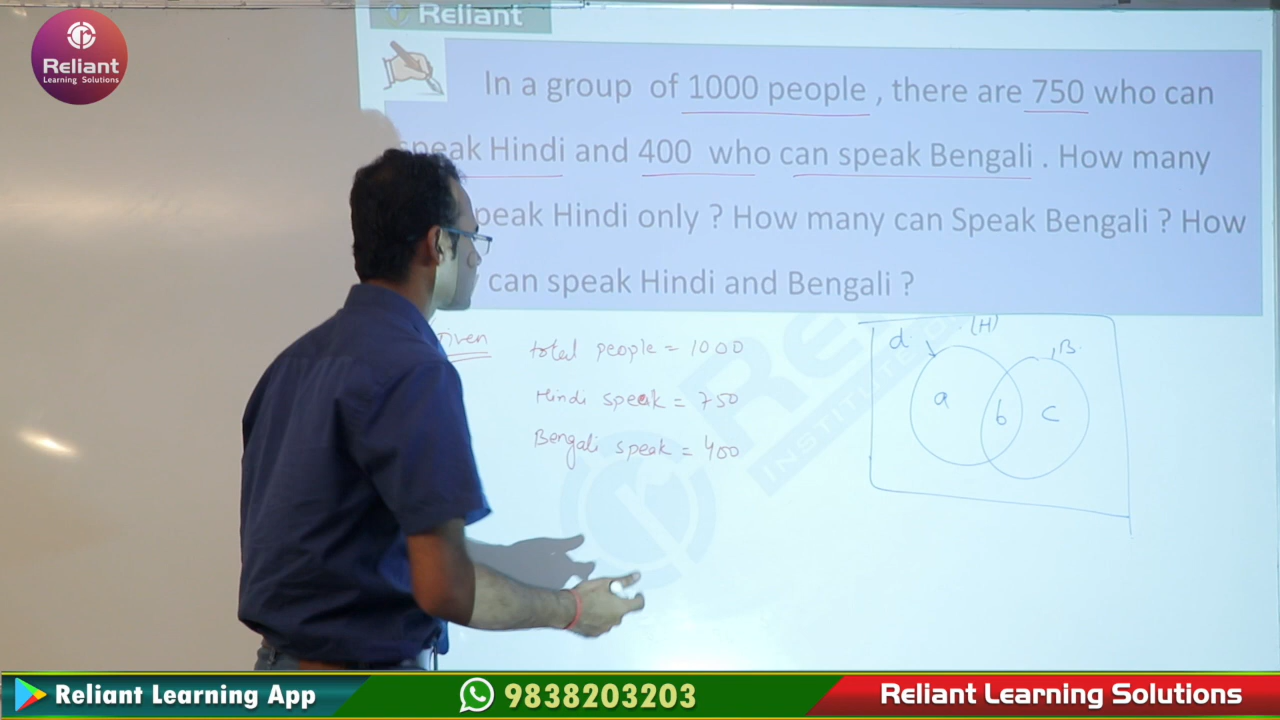 Reliant
Reliant
Learning Solutions
In a group of 1000 people , there are 750 who can
speak Hindi and 400 who can speak Bengali . How many
peak Hindi only ? How many can Speak Bengali ? How
can speak Hindi and Bengali ?
Given
total people = 1000
Hindi speak = 750
Bengali speak = 400
d (H) B
a b c
Reliant Learning App
9838203203
Reliant Learning Solutions